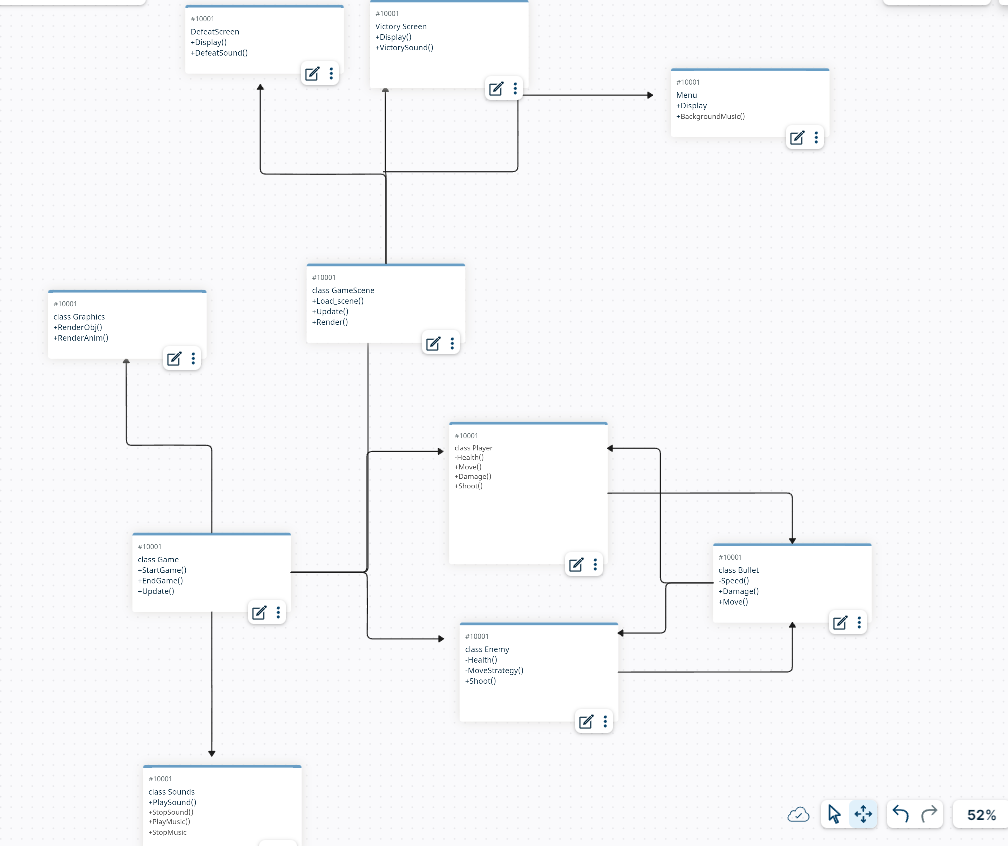 #10001
DefeatScreen
+Display()
+DefeatSound()
#10001
Victory Screen
+Display()
+VictorySound()
#10001
Menu
+Display
+BackgroundMusic()
#10001
class GameScene
+Load_scene()
+Update()
+Render()
#10001
class Graphics
+RenderObj()
+RenderAnim()
#10001
class Player
-Health()
+Move()
+Damage()
+Shoot()
#10001
class Game
+StartGame()
+EndGame()
+Update()
#10001
class Bullet
-Speed()
+Damage()
+Move()
#10001
class Enemy
-Health()
-MoveStrategy()
+Shoot()
#10001
class Sounds
+PlaySound()
+StopSound()
+PlayMusic()
+StopMusic
52%